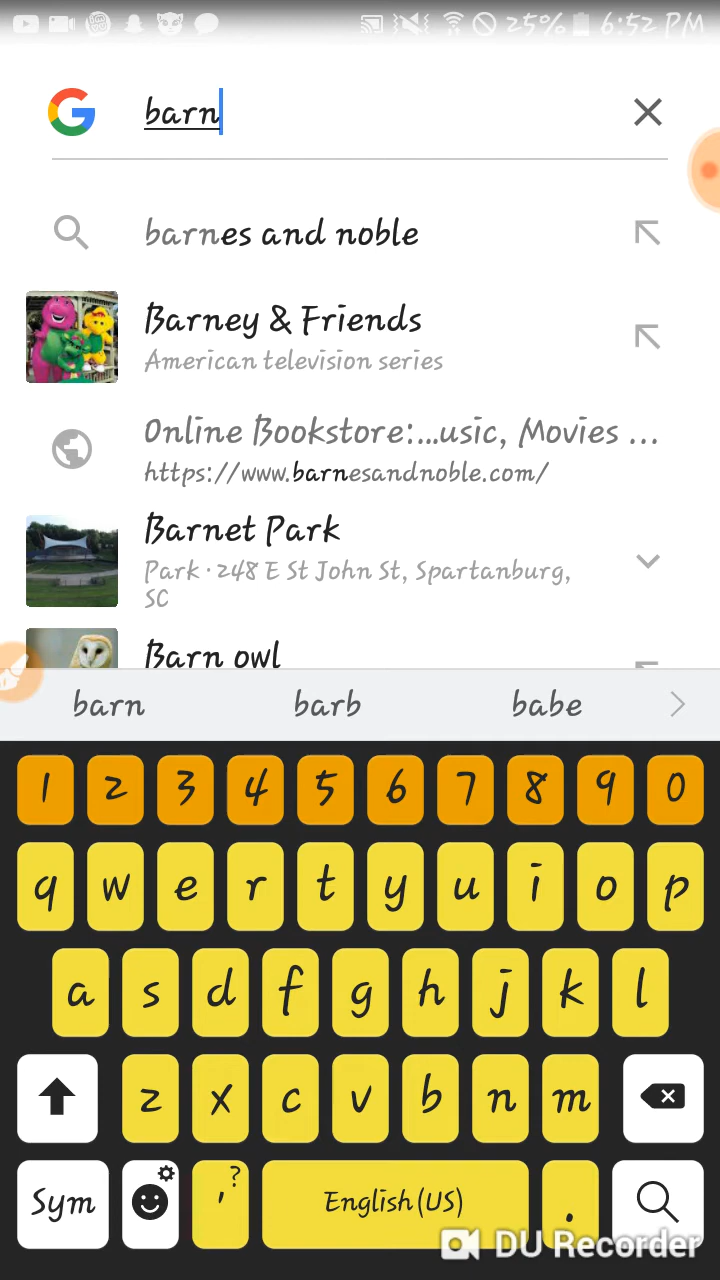 25% 6:52 PM
barn
barnes and noble
Barney & Friends
American television series
Online Bookstore:...usic, Movies ...
https://www.barnesandnoble.com/
Barnet Park
Park · 248 E St John St, Spartanburg,
SC
Barn owl
barn barb babe
1 2 3 4 5 6 7 8 9 0
q w e r t y u i o p
a s d f g h j k l
z x c v b n m
Sym , ? English(US) .
DU Recorder